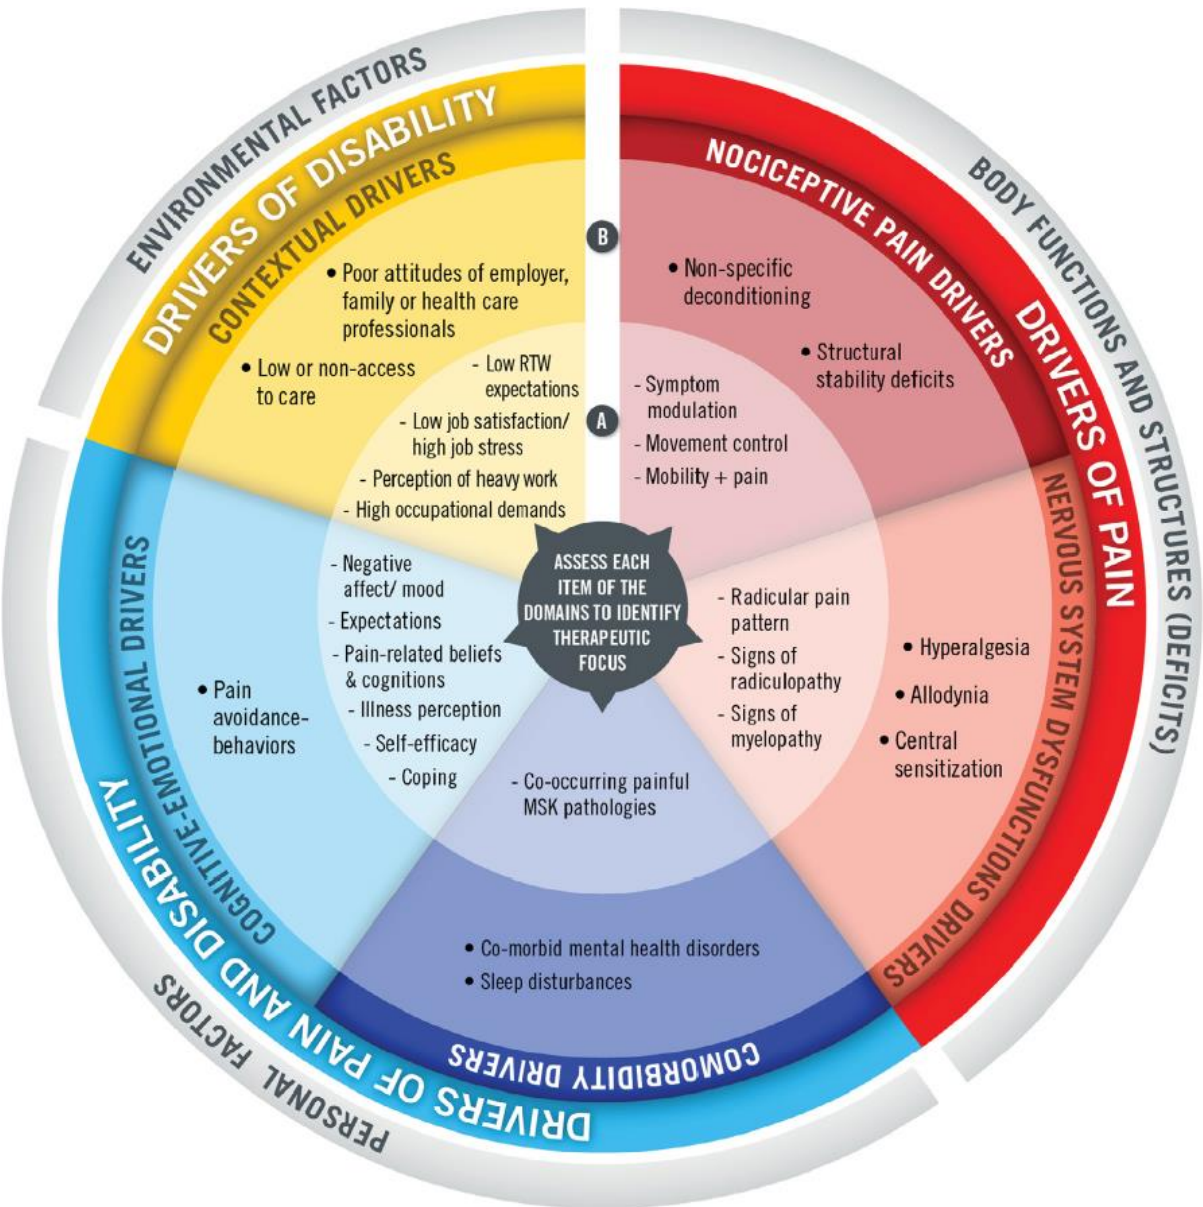 ENVIRONMENTAL FACTORS
DRIVERS OF DISABILITY
CONTEXTUAL DRIVERS
• Poor attitudes of employer,
family or health care
professionals
• Low or non-access
to care
- Low RTW
expectations
- Low job satisfaction/
high job stress
- Perception of heavy work
- High occupational demands
B
A
BODY FUNCTIONS AND STRUCTURES (DEFICITS)
DRIVERS OF PAIN
NOCICEPTIVE PAIN DRIVERS
• Non-specific
deconditioning
• Structural
stability deficits
- Symptom
modulation
- Movement control
- Mobility + pain
NERVOUS SYSTEM DYSFUNCTIONS DRIVERS
- Radicular pain
pattern
- Signs of
radiculopathy
- Signs of
myelopathy
• Hyperalgesia
• Allodynia
• Central
sensitization
ASSESS EACH
ITEM OF THE
DOMAINS TO IDENTIFY
THERAPEUTIC
FOCUS
PERSONAL FACTORS
DRIVERS OF PAIN AND DISABILITY
COGNITIVE-EMOTIONAL DRIVERS
- Negative
affect/ mood
- Expectations
- Pain-related beliefs
& cognitions
- Illness perception
- Self-efficacy
- Coping
• Pain
avoidance-
behaviors
- Co-occurring painful
MSK pathologies
• Co-morbid mental health disorders
• Sleep disturbances
COMORBIDITY DRIVERS